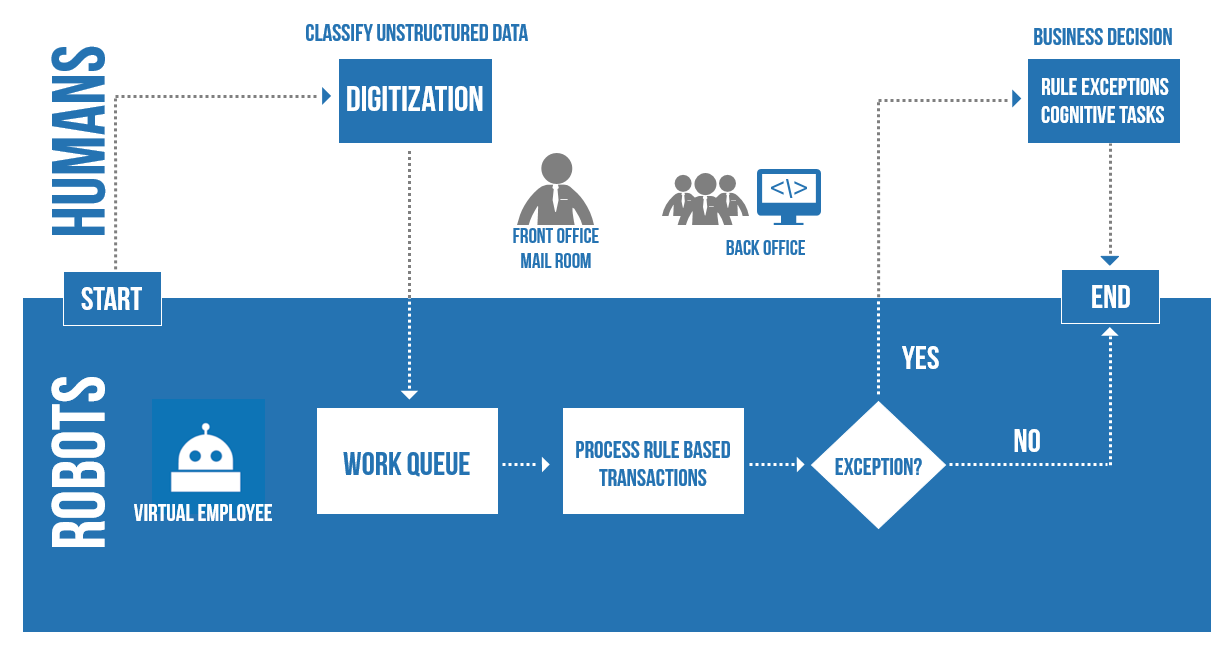 HUMANS
CLASSIFY UNSTRUCTURED DATA
DIGITIZATION
BUSINESS DECISION
RULE EXCEPTIONS
COGNITIVE TASKS
FRONT OFFICE
MAIL ROOM
</>
BACK OFFICE
START
END
ROBOTS
VIRTUAL EMPLOYEE
WORK QUEUE
PROCESS RULE BASED
TRANSACTIONS
EXCEPTION?
YES
NO